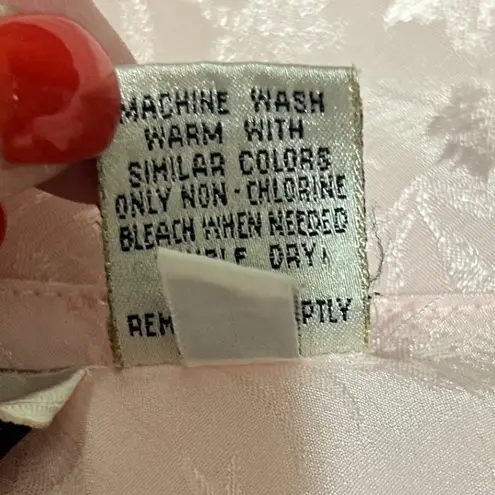 MACHINE WASH
WARM WITH
SIMILAR COLORS
ONLY NON-CHLORINE
BLEACH WHEN NEEDED
DRY,